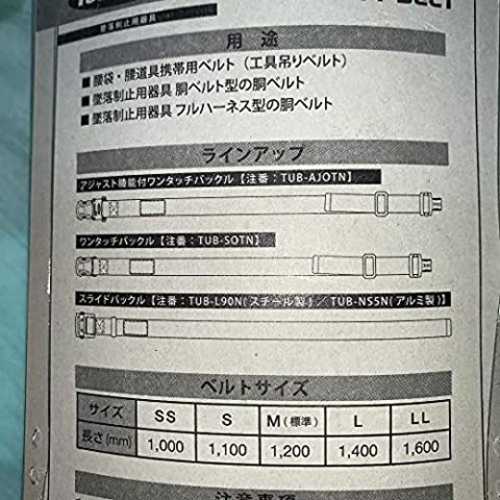 墜落制止用器具
用途
■腰袋・腰道具携帯用ベルト（工具吊りベルト）
■墜落制止用器具 胴ベルト型の胴ベルト
■墜落制止用器具 フルハーネス型の胴ベルト
ラインアップ
アジャスト機能付ワンタッチバックル【注番：TUB-AJOTN】
ワンタッチバックル【注番：TUB-SOTN】
スライドバックル【注番：TUB-L90N(スチール製)／TUB-NS5N(アルミ製)】
ベルトサイズ
サイズ SS S M(標準) L LL
長さ(mm) 1,000 1,100 1,200 1,400 1,600
注意事項